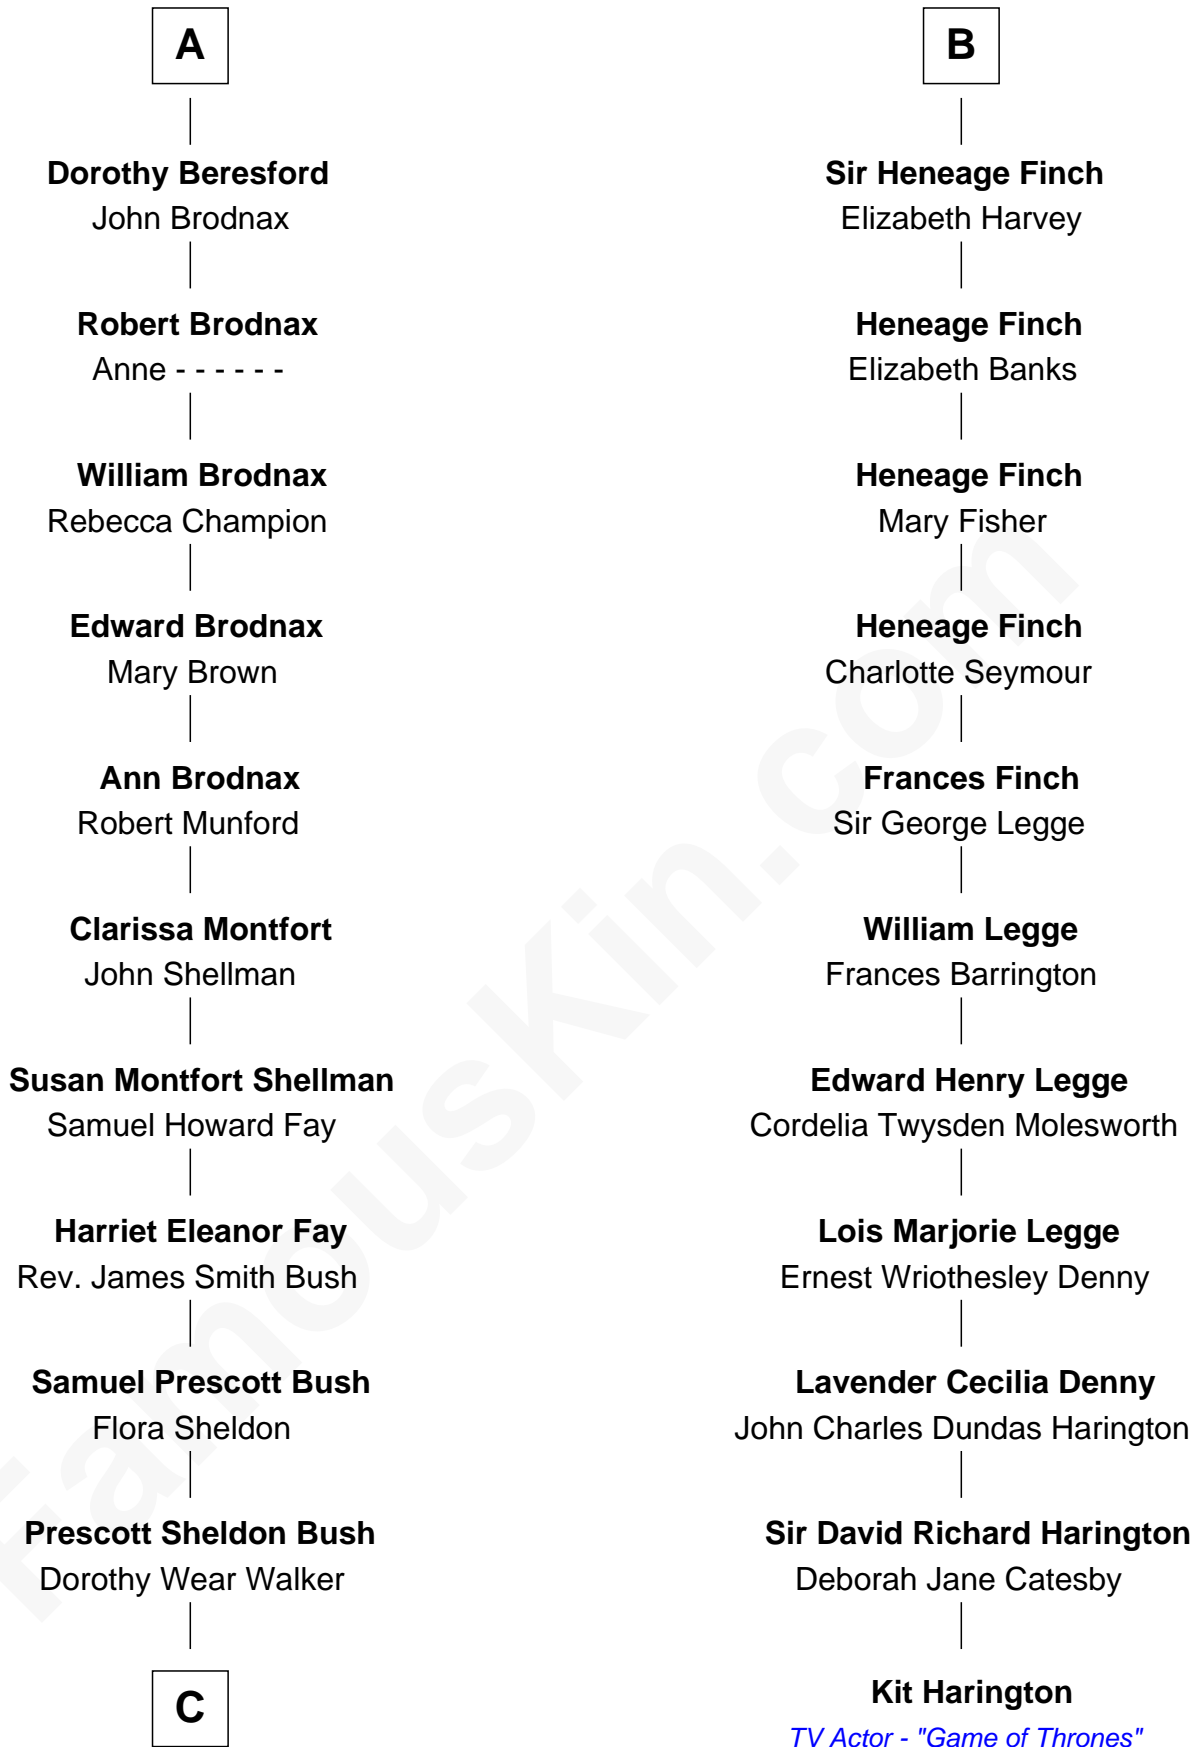 A
Dorothy Beresford
John Brodnax
Robert Brodnax
Anne - - - - - -
William Brodnax
Rebecca Champion
Edward Brodnax
Mary Brown
Ann Brodnax
Robert Munford
Clarissa Montfort
John Shellman
Susan Montfort Shellman
Samuel Howard Fay
Harriet Eleanor Fay
Rev. James Smith Bush
Samuel Prescott Bush
Flora Sheldon
Prescott Sheldon Bush
Dorothy Wear Walker
C
B
Sir Heneage Finch
Elizabeth Harvey
Heneage Finch
Elizabeth Banks
Heneage Finch
Mary Fisher
Heneage Finch
Charlotte Seymour
Frances Finch
Sir George Legge
William Legge
Frances Barrington
Edward Henry Legge
Cordelia Twysden Molesworth
Lois Marjorie Legge
Ernest Wriothesley Denny
Lavender Cecilia Denny
John Charles Dundas Harington
Sir David Richard Harington
Deborah Jane Catesby
Kit Harington
TV Actor - "Game of Thrones"
FamousKin.com